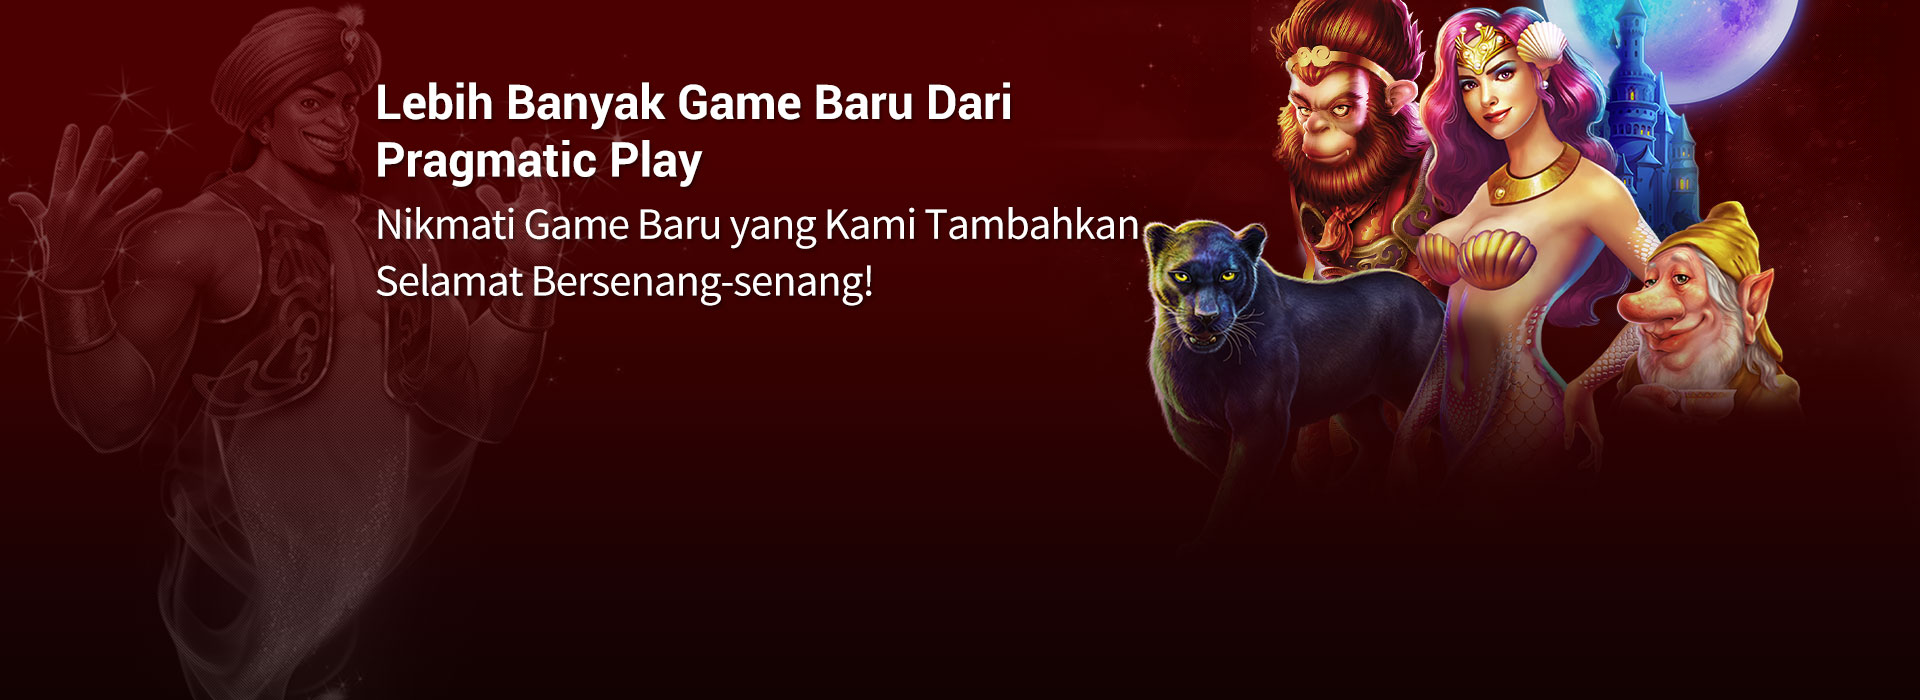 Lebih Banyak Game Baru Dari
Pragmatic Play
Nikmati Game Baru yang Kami Tambahkan
Selamat Bersenang-senang!